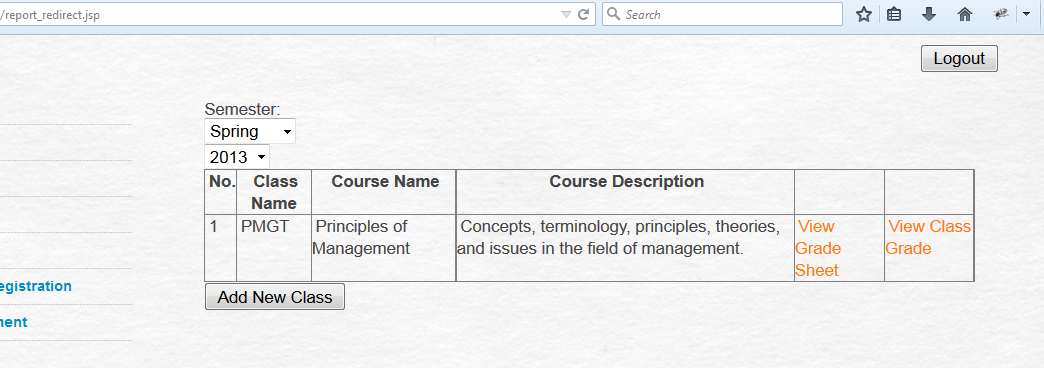 /report_redirect.jsp
Search
Logout
Semester:
Spring
2013
No. Class Name Course Name Course Description
1 PMGT Principles of Management Concepts, terminology, principles, theories, and issues in the field of management. View Grade Sheet View Class Grade
Add New Class
egistration
nent